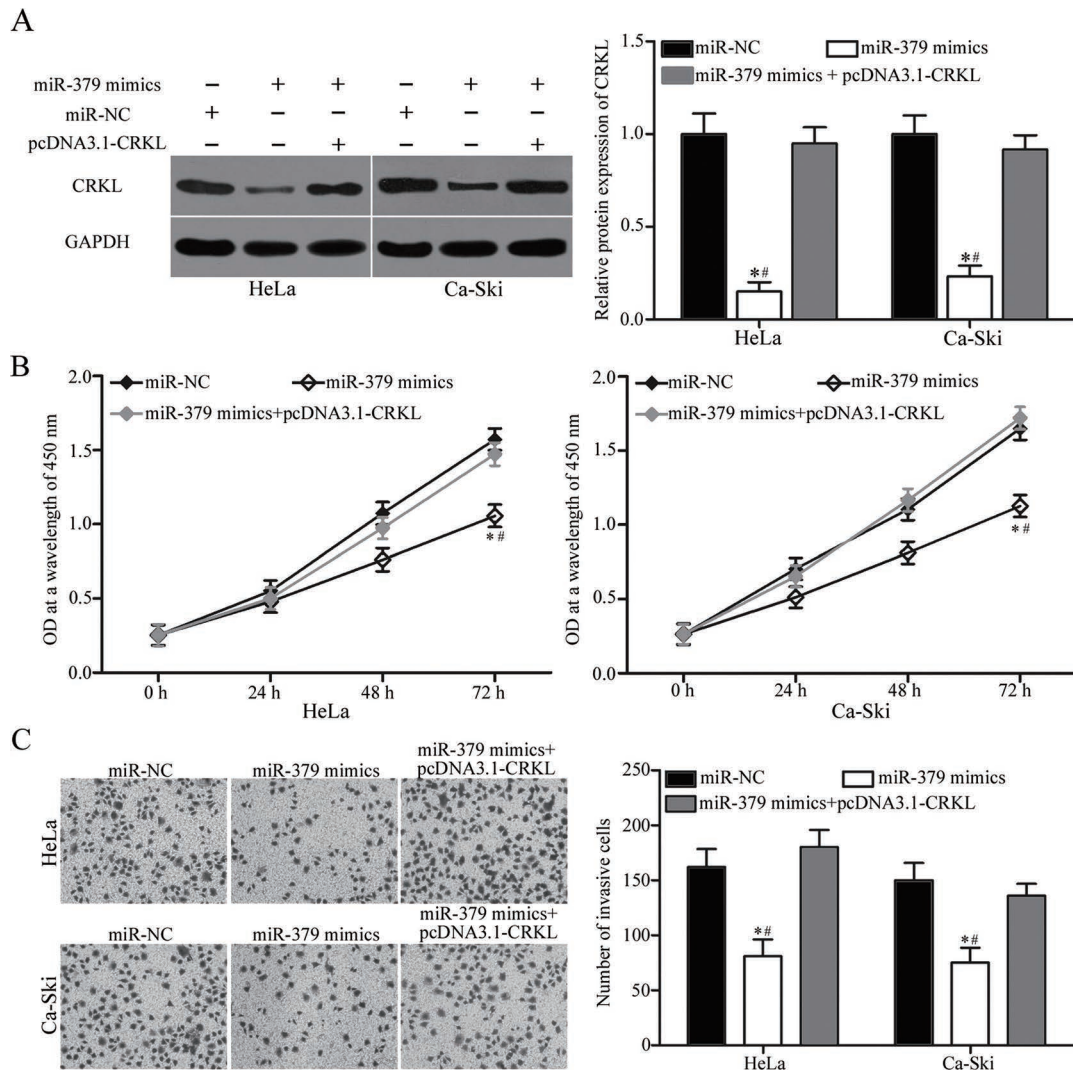 A
miR-379 mimics − + + − + +
miR-NC + − − + − −
pcDNA3.1-CRKL − − + − − +
CRKL
GAPDH
HeLa Ca-Ski
Relative protein expression of CRKL
1.5
1.0
0.5
0.0
miR-NC miR-379 mimics
miR-379 mimics + pcDNA3.1-CRKL
*# *#
HeLa Ca-Ski
B
OD at a wavelength of 450 nm
2.0
1.5
1.0
0.5
0.0
miR-NC miR-379 mimics
miR-379 mimics+pcDNA3.1-CRKL
*#
0 h 24 h 48 h 72 h
HeLa
OD at a wavelength of 450 nm
2.0
1.5
1.0
0.5
0.0
miR-NC miR-379 mimics
miR-379 mimics+pcDNA3.1-CRKL
*#
0 h 24 h 48 h 72 h
Ca-Ski
C
miR-NC miR-379 mimics miR-379 mimics+
pcDNA3.1-CRKL
HeLa
miR-NC miR-379 mimics miR-379 mimics+
pcDNA3.1-CRKL
Ca-Ski
Number of invasive cells
250
200
150
100
50
0
miR-NC miR-379 mimics
miR-379 mimics+pcDNA3.1-CRKL
*# *#
HeLa Ca-Ski